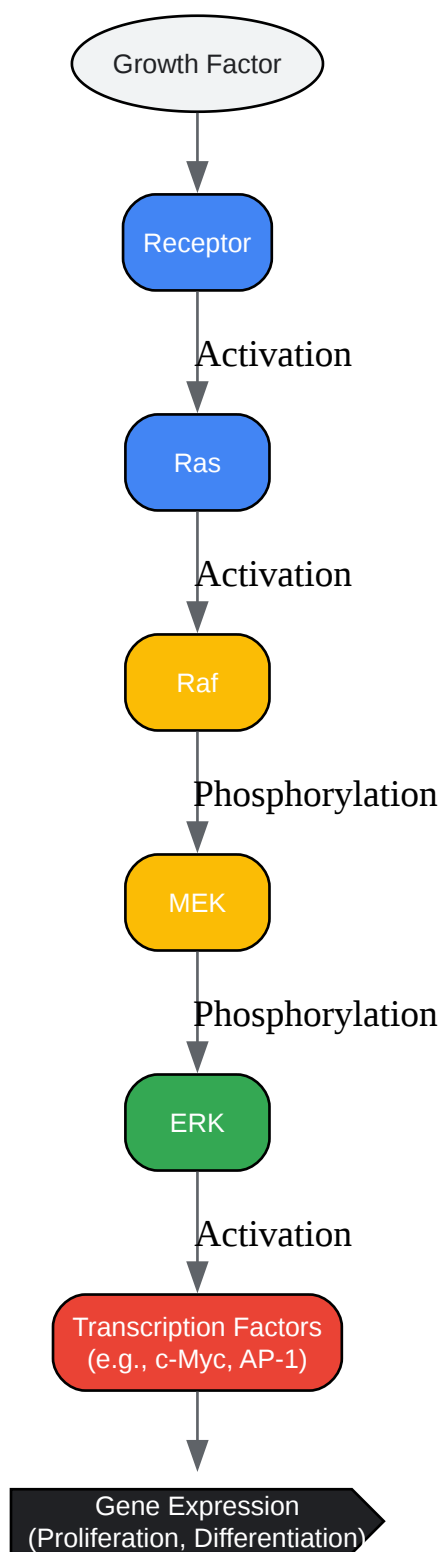 Growth Factor
Receptor
Activation
Ras
Activation
Raf
Phosphorylation
MEK
Phosphorylation
ERK
Activation
Transcription Factors
(e.g., c-Myc, AP-1)
Gene Expression
(Proliferation, Differentiation)